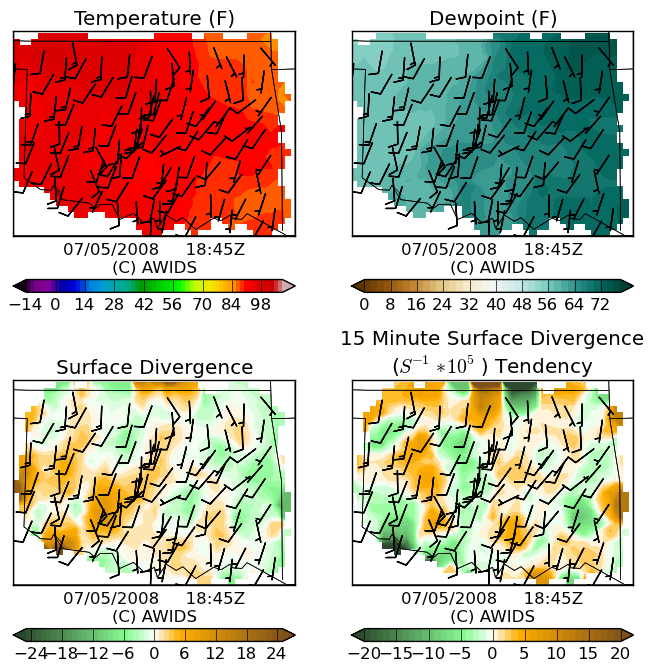 Temperature (F)
Dewpoint (F)
07/05/2008 18:45Z
(C) AWIDS
−14 0 14 28 42 56 70 84 98
07/05/2008 18:45Z
(C) AWIDS
0 8 16 24 32 40 48 56 64 72
Surface Divergence
15 Minute Surface Divergence
(S⁻¹ *10⁵ ) Tendency
07/05/2008 18:45Z
(C) AWIDS
−24 −18 −12 −6 0 6 12 18 24
07/05/2008 18:45Z
(C) AWIDS
−20 −15 −10 −5 0 5 10 15 20